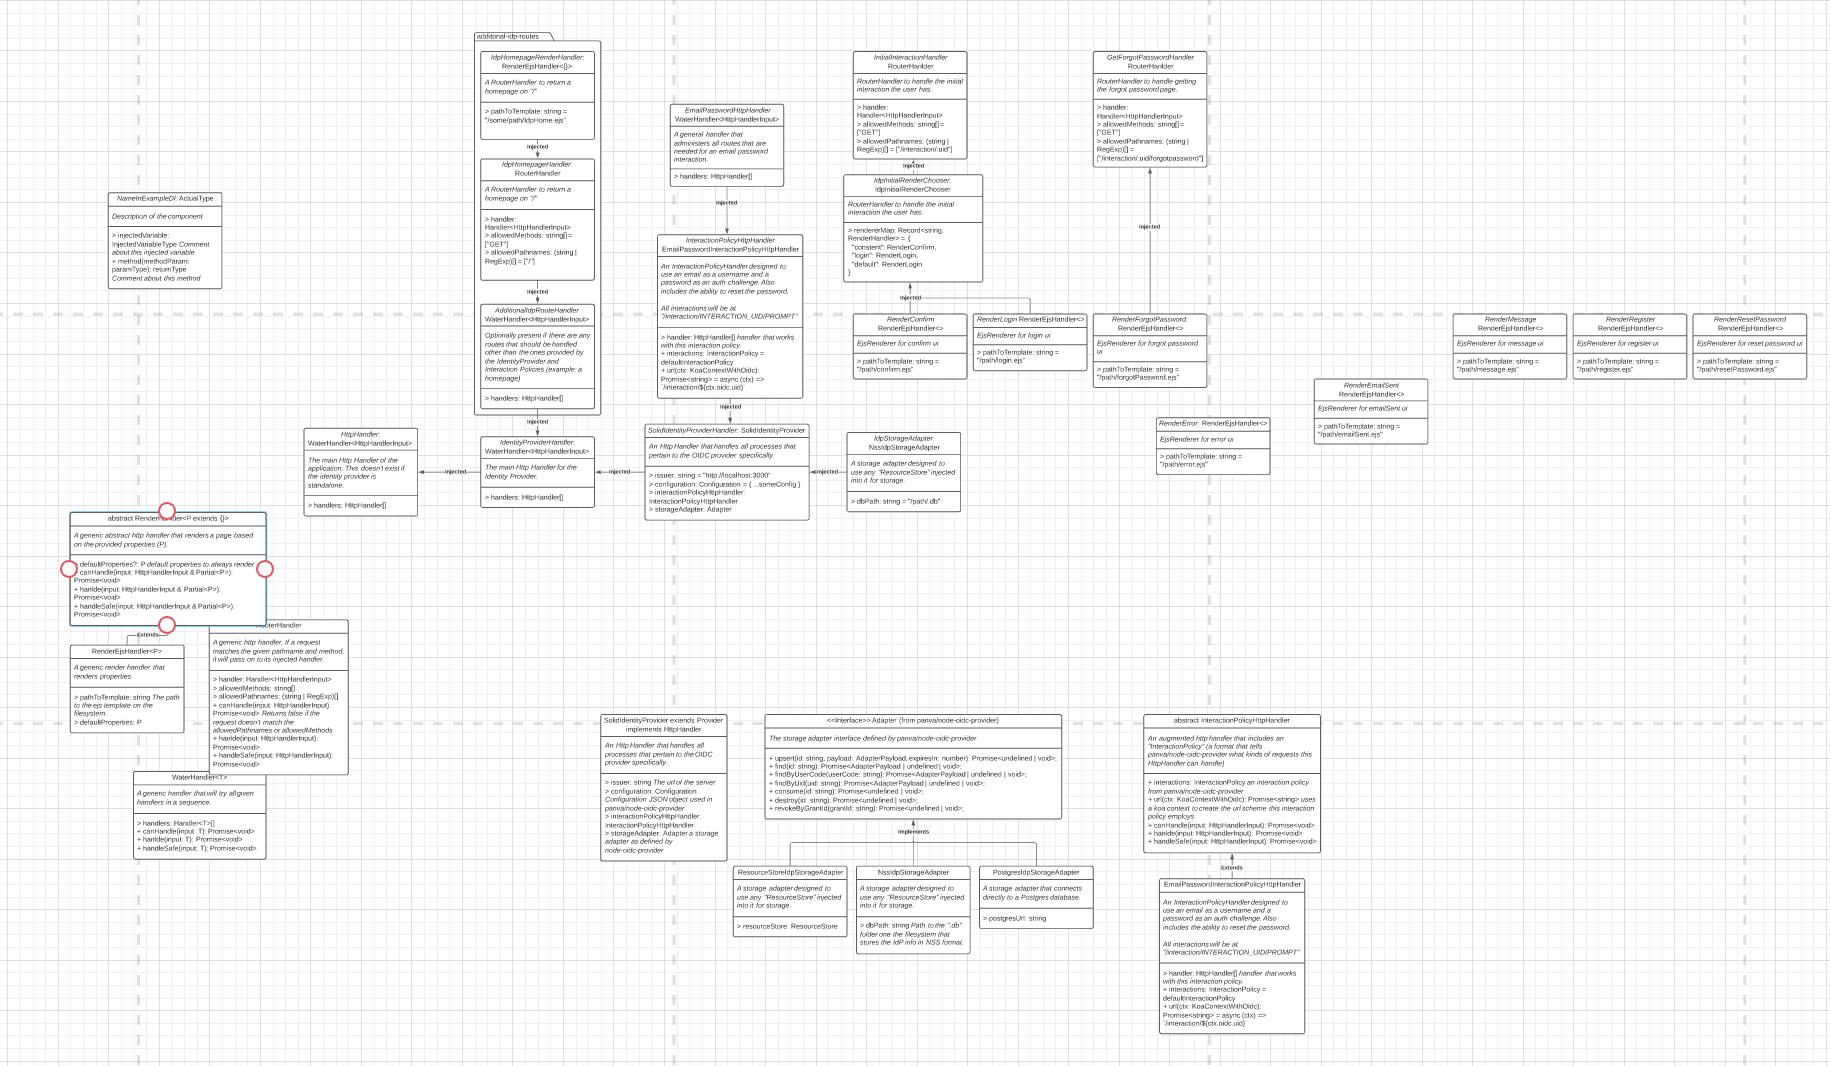 additonal-idp-routes
IdpHomepageRenderHandler:
RenderEjsHandler<{}>
A RouterHandler to return a
homepage on "/"
> pathToTemplate: string =
"/some/path/IdpHome.ejs"
Injected
IdpHomepageHandler:
RouterHandler
A RouterHandler to return a
homepage on "/"
> handler:
Handler<HttpHandlerInput>
> allowedMethods: string[]=
["GET"]
> allowedPathnames: (string |
RegExp)[] = ["/"]
Injected
AdditionalIdpRouteHandler
WaterHandler<HttpHandlerInput>
Optionally present if there are any
routes that should be handled
other than the ones provided by
the IdentityProvider and
Interaction Policies (example: a
homepage)
> handlers: HttpHandler[]
Injected
NameInExampleDI: ActualType
Description of the component
> injectedVariable:
InjectedVariableType Comment
about this injected variable
+ method(methodParam:
paramType): returnType
Comment about this method
EmailPasswordHttpHandler
WaterHandler<HttpHandlerInput>
A general handler that
administers all routes that are
needed for an email password
interaction.
> handlers: HttpHandler[]
Injected
InteractionPolicyHttpHandler
EmailPasswordInteractionPolicyHttpHandler
An InteractionPolicyHandler designed to
use an email as a username and a
password as an auth challenge. Also
includes the ability to reset the password.
All interactions will be at
"/interaction/INTERACTION_UID/PROMPT"
> handler: HttpHandler[] handler that works
with this interaction policy.
+ interactions: InteractionPolicy =
defaultInteractionPolicy
+ url(ctx: KoaContextWithOidc):
Promise<string> = async (ctx) =>
`/interaction/${ctx.oidc.uid}`
Injected
InitialInteractionHandler
RouterHanlder
RouterHandler to handle the initial
interaction the user has.
> handler:
Handler<HttpHandlerInput>
> allowedMethods: string[]=
["GET"]
> allowedPathnames: (string |
RegExp)[] = ["/interaction/:uid"]
Injected
IdpInitialRenderChooser:
IdpInitialRenderChooser
RouterHandler to handle the initial
interaction the user has.
> rendererMap: Record<string,
RenderHandler> = {
"constent": RenderConfirm,
"login": RenderLogin,
"default": RenderLogin
}
Injected
GetForgotPasswordHandler
RouterHanlder
RouterHandler to handle getting
the forgot password page.
> handler:
Handler<HttpHandlerInput>
> allowedMethods: string[]=
["GET"]
> allowedPathnames: (string |
RegExp)[] =
["/interaction/:uid/forgotpassword"]
Injected
RenderConfirm
RenderEjsHandler<>
EjsRenderer for confirm ui
> pathToTemplate: string =
"/path/confirm.ejs"
RenderLogin RenderEjsHandler<>
EjsRenderer for login ui
> pathToTemplate: string =
"/path/login.ejs"
RenderForgotPassword:
RenderEjsHandler<>
EjsRenderer for forgot password
ui
> pathToTemplate: string =
"/path/forgotPassword.ejs"
RenderMessage
RenderEjsHandler<>
EjsRenderer for message ui
> pathToTemplate: string =
"/path/message.ejs"
RenderRegister
RenderEjsHandler<>
EjsRenderer for register ui
> pathToTemplate: string =
"/path/register.ejs"
RenderResetPassword
RenderEjsHandler<>
EjsRenderer for reset password ui
> pathToTemplate: string =
"/path/resetPassword.ejs"
RenderEmailSent
RenderEjsHandler<>
EjsRenderer for emailSent ui
> pathToTemplate: string =
"/path/emailSent.ejs"
RenderError: RenderEjsHandler<>
EjsRenderer for error ui
> pathToTemplate: string =
"/path/error.ejs"
HttpHandler:
WaterHandler<HttpHandlerInput>
The main Http Handler of the
application. This doesn't exist if
the identity provider is
standalone.
> handlers: HttpHandler[]
Injected
IdentityProviderHandler:
WaterHandler<HttpHandlerInput>
The main Http Handler for the
Identity Provider.
> handlers: HttpHandler[]
Injected
SolidIdentityProviderHandler: SolidIdentityProvider
An Http Handler that handles all processes that
pertain to the OIDC provider specifically.
> issuer: string = "http://localhost:3000"
> configuration: Configuration = { ...someConfig }
> interactionPolicyHttpHandler:
InteractionPolicyHttpHandler
> storageAdapter: Adapter
Injected
IdpStorageAdapter:
NssIdpStorageAdapter
A storage adapter designed to
use any "ResourceStore" injected
into it for storage.
> dbPath: string = "/path/.db"
abstract RenderHandler<P extends {}>
A generic abstract http handler that renders a page based
on the provided properties (P).
defaultProperties?: P default properties to always render
canHandle(input: HttpHandlerInput & Partial<P>):
Promise<void>
+ hanlde(input: HttpHandlerInput & Partial<P>):
Promise<void>
+ handleSafe(input: HttpHandlerInput & Partial<P>):
Promise<void>
Extends
RenderEjsHandler<P>
A generic render handler that
renders properties
> pathToTemplate: string The path
to the ejs template on the
filesystem.
> defaultProperties: P
RouterHandler
A generic http handler. If a request
matches the given pathname and method,
it will pass on to its injected handler.
> handler: Handler<HttpHandlerInput>
> allowedMethods: string[]
> allowedPathnames: (string | RegExp)[]
+ canHandle(input: HttpHandlerInput):
Promise<void> Returns false if the
request doesn't match the
allowedPathnames or allowedMethods
+ hanlde(input: HttpHandlerInput):
Promise<void>
+ handleSafe(input: HttpHandlerInput):
Promise<void>
WaterHandler<T>
A generic handler that will try all given
handlers in a sequence.
> handlers: Handler<T>[]
+ canHandle(input: T): Promise<void>
+ hanlde(input: T): Promise<void>
+ handleSafe(input: T): Promise<void>
SolidIdentityProvider extends Provider
implements HttpHandler
An Http Handler that handles all
processes that pertain to the OIDC
provider specifically.
> issuer: string The url of the server
> configuration: Configuration
Configuration JSON object used in
panva/node-oidc-provider
> interactionPolicyHttpHandler:
InteractionPolicyHttpHandler
> storageAdapter: Adapter a storage
adapter as defined by
node-oidc-provider
<<Interface>> Adapter (from panva/node-oidc-provider)
The storage adapter interface defined by panva/node-oidc-provider
+ upsert(id: string, payload: AdapterPayload, expiresIn: number): Promise<undefined | void>;
+ find(id: string): Promise<AdapterPayload | undefined | void>;
+ findByUserCode(userCode: string): Promise<AdapterPayload | undefined | void>;
+ findByUid(uid: string): Promise<AdapterPayload | undefined | void>;
+ consume(id: string): Promise<undefined | void>;
+ destroy(id: string): Promise<undefined | void>;
+ revokeByGrantId(grantId: string): Promise<undefined | void>;
Implements
ResourceStoreIdpStorageAdapter
A storage adapter designed to
use any "ResourceStore" injected
into it for storage.
> resourceStore: ResourceStore
NssIdpStorageAdapter
A storage adapter designed to
use any "ResourceStore" injected
into it for storage.
> dbPath: string Path to the ".db"
folder one the filesystem that
stores the IdP info in NSS format.
PostgresIdpStorageAdapter
A storage adapter that connects
directly to a Postgres database.
> postgresUrl: string
abstract InteractionPolicyHttpHandler
An augmented http handler that includes an
"InteractionPolicy" (a format that tells
panva/node-oidc-provider what kinds of requests this
HttpHandler can handle)
+ interactions: InteractionPolicy an interaction policy
from panva/node-oidc-provider
+ url(ctx: KoaContextWithOidc): Promise<string> uses
a koa context to create the url scheme this interaction
policy employs
+ canHandle(input: HttpHandlerInput): Promise<void>
+ hanlde(input: HttpHandlerInput): Promise<void>
+ handleSafe(input: HttpHandlerInput): Promise<void>
Extends
EmailPasswordInteractionPolicyHttpHandler
An InteractionPolicyHandler designed to
use an email as a username and a
password as an auth challenge. Also
includes the ability to reset the password.
All interactions will be at
"/interaction/INTERACTION_UID/PROMPT"
> handler: HttpHandler[] handler that works
with this interaction policy.
+ interactions: InteractionPolicy =
defaultInteractionPolicy
+ url(ctx: KoaContextWithOidc):
Promise<string> = async (ctx) =>
`/interaction/${ctx.oidc.uid}`